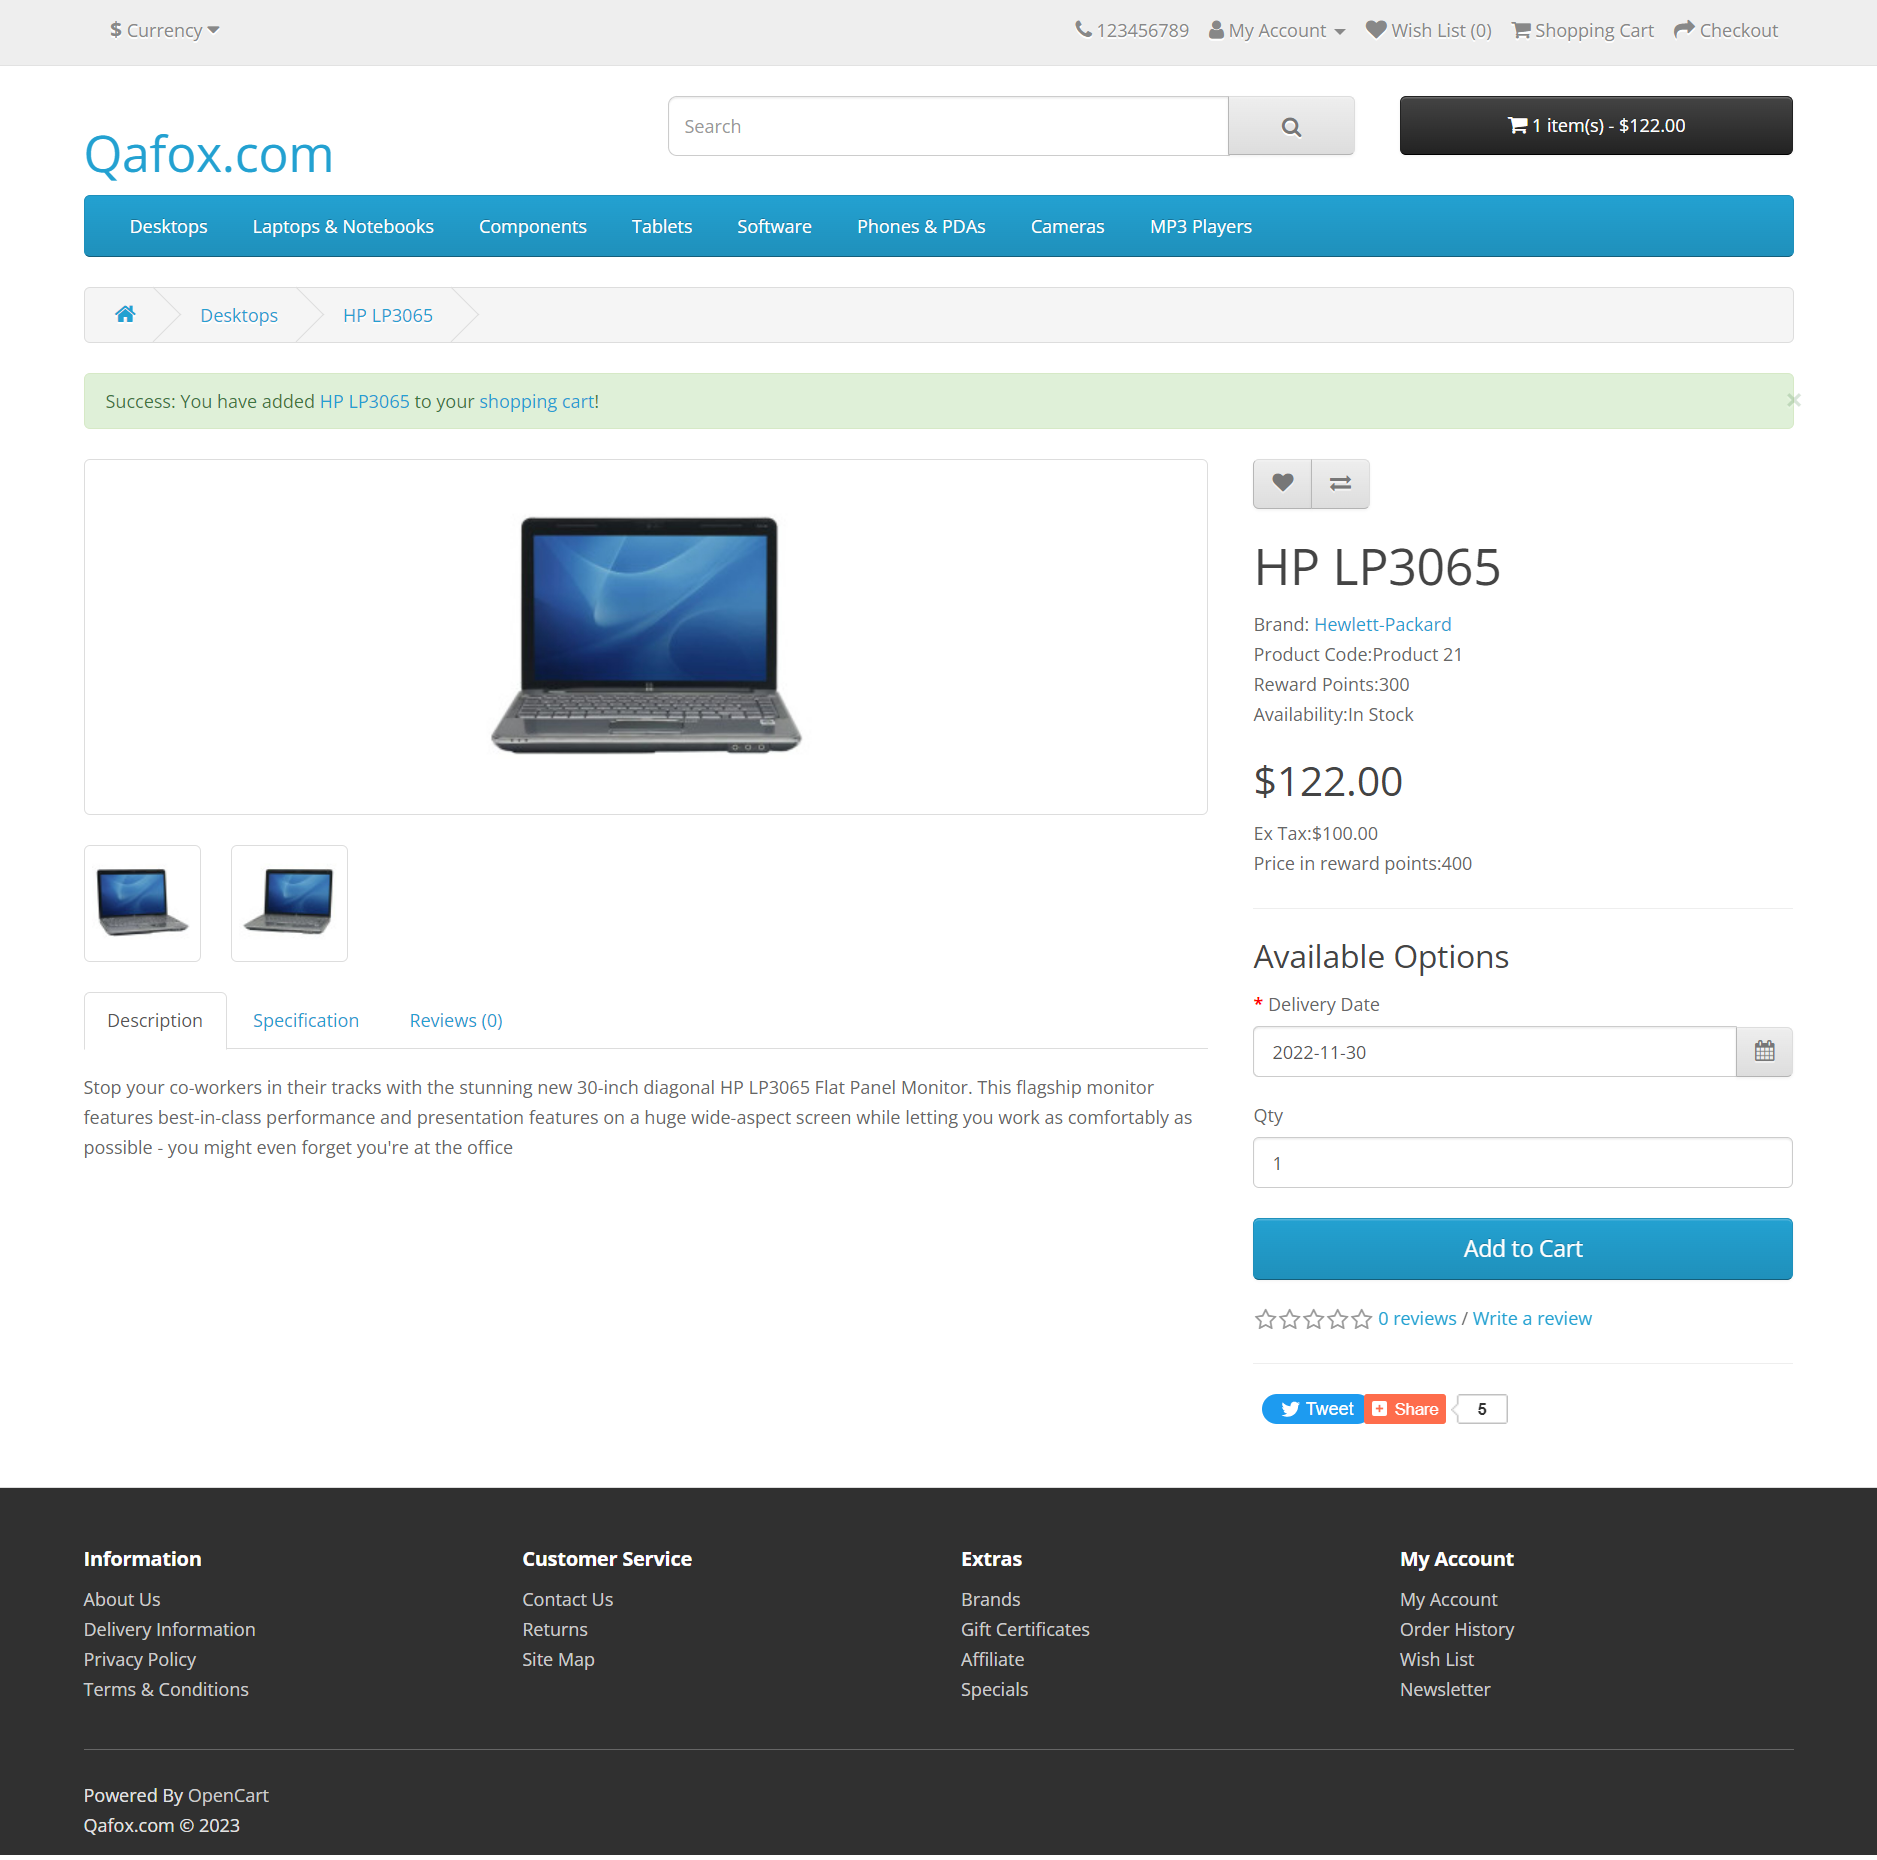 $ Currency
123456789 My Account Wish List (0) Shopping Cart Checkout
Qafox.com
Search
1 item(s) - $122.00
Desktops Laptops & Notebooks Components Tablets Software Phones & PDAs Cameras MP3 Players
Desktops HP LP3065
Success: You have added HP LP3065 to your shopping cart!
×
HP LP3065
Brand: Hewlett-Packard
Product Code:Product 21
Reward Points:300
Availability:In Stock
$122.00
Ex Tax:$100.00
Price in reward points:400
Available Options
* Delivery Date
2022-11-30
Qty
1
Add to Cart
0 reviews / Write a review
Tweet Share 5
Description Specification Reviews (0)
Stop your co-workers in their tracks with the stunning new 30-inch diagonal HP LP3065 Flat Panel Monitor. This flagship monitor
features best-in-class performance and presentation features on a huge wide-aspect screen while letting you work as comfortably as
possible - you might even forget you're at the office
Information
About Us
Delivery Information
Privacy Policy
Terms & Conditions
Customer Service
Contact Us
Returns
Site Map
Extras
Brands
Gift Certificates
Affiliate
Specials
My Account
My Account
Order History
Wish List
Newsletter
Powered By OpenCart
Qafox.com © 2023